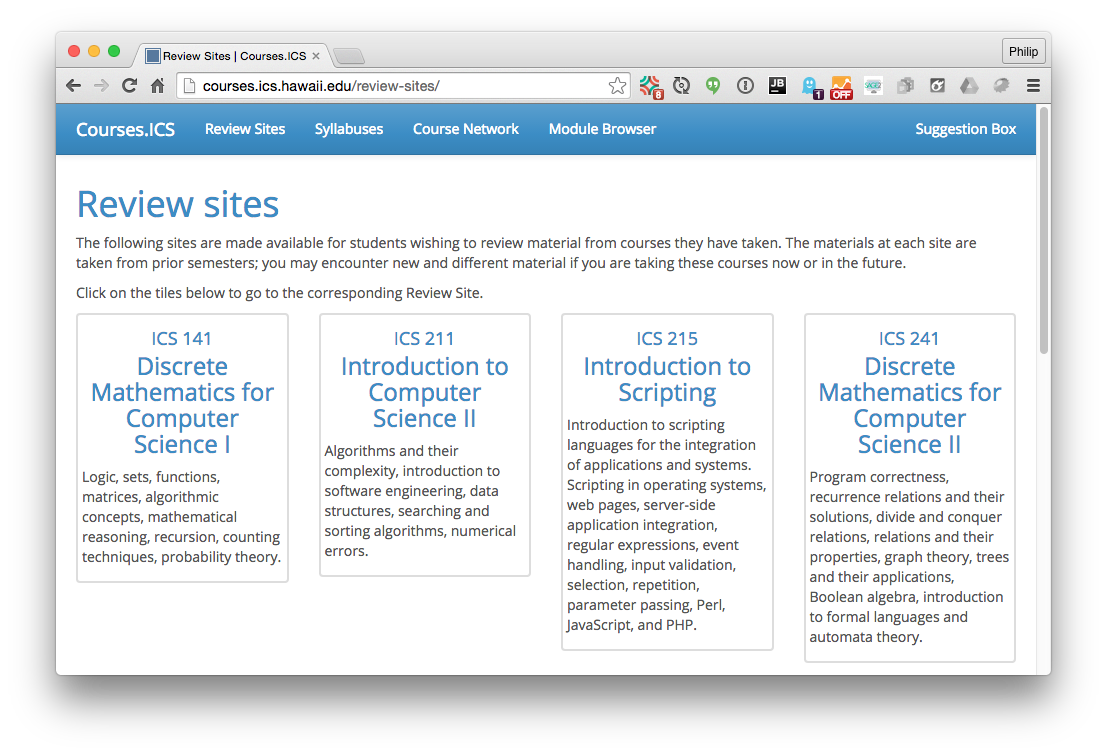 Review Sites | Courses.ICS
Philip
courses.ics.hawaii.edu/review-sites/
8
JB
1
OFF
Courses.ICS Review Sites Syllabuses Course Network Module Browser Suggestion Box
Review sites
The following sites are made available for students wishing to review material from courses they have taken. The materials at each site are
taken from prior semesters; you may encounter new and different material if you are taking these courses now or in the future.
Click on the tiles below to go to the corresponding Review Site.
ICS 141
Discrete
Mathematics for
Computer
Science I
Logic, sets, functions,
matrices, algorithmic
concepts, mathematical
reasoning, recursion, counting
techniques, probability theory.
ICS 211
Introduction to
Computer
Science II
Algorithms and their
complexity, introduction to
software engineering, data
structures, searching and
sorting algorithms, numerical
errors.
ICS 215
Introduction to
Scripting
Introduction to scripting
languages for the integration
of applications and systems.
Scripting in operating systems,
web pages, server-side
application integration,
regular expressions, event
handling, input validation,
selection, repetition,
parameter passing, Perl,
JavaScript, and PHP.
ICS 241
Discrete
Mathematics for
Computer
Science II
Program correctness,
recurrence relations and their
solutions, divide and conquer
relations, relations and their
properties, graph theory, trees
and their applications,
Boolean algebra, introduction
to formal languages and
automata theory.